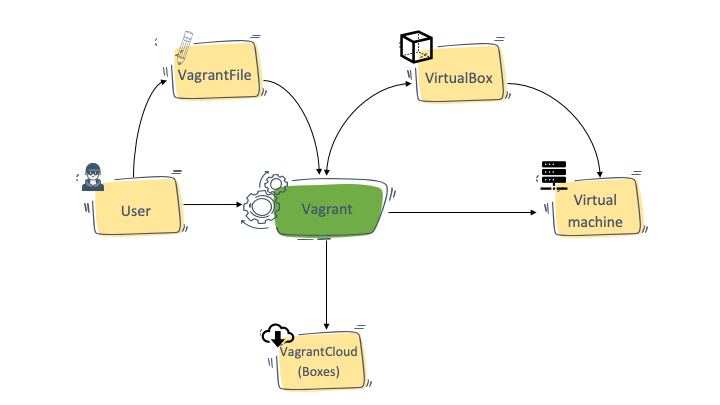 VagrantFile
VirtualBox
User
Vagrant
Virtual
machine
VagrantCloud
(Boxes)